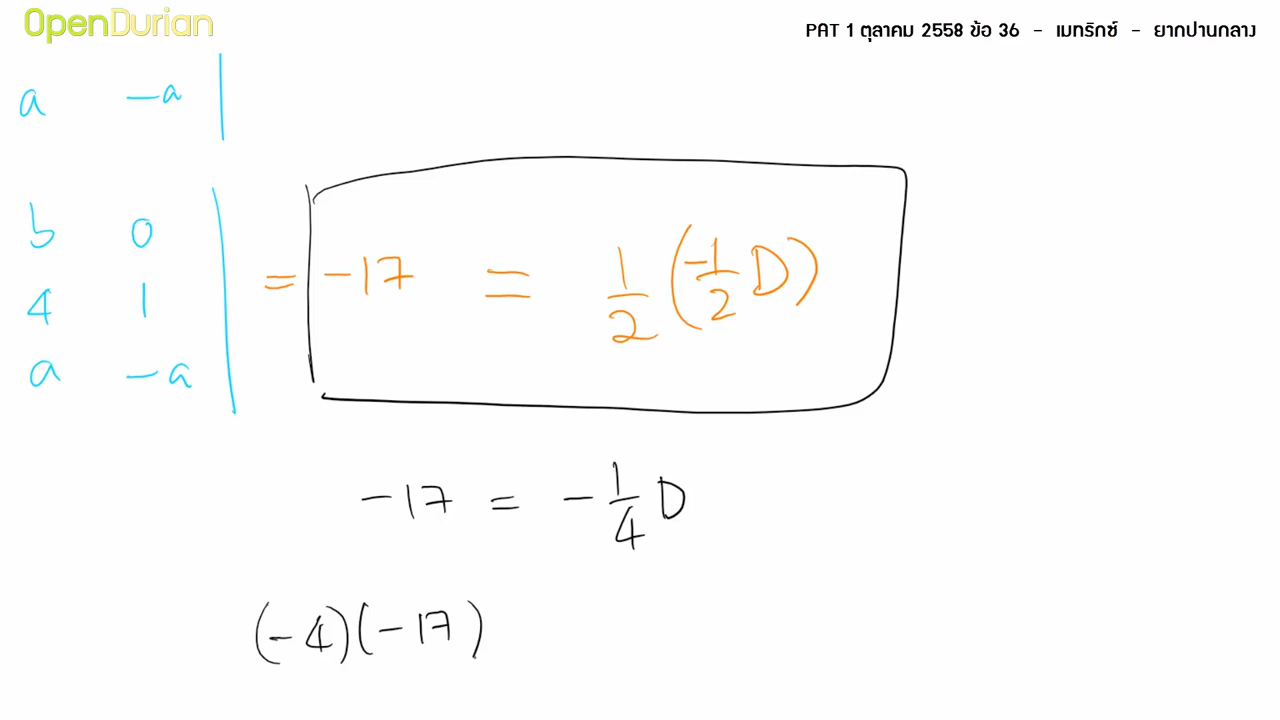 OpenDurian
PAT 1 ตุลาคม 2558 ข้อ 36 - เมทริกซ์ - ยากปานกลาง
a -a |
b 0
4 1
a -a
= -17 = 1/2 (-1/2 D)
-17 = -1/4 D
(-4)(-17)